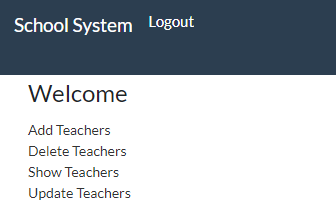 School System Logout
Welcome
Add Teachers
Delete Teachers
Show Teachers
Update Teachers